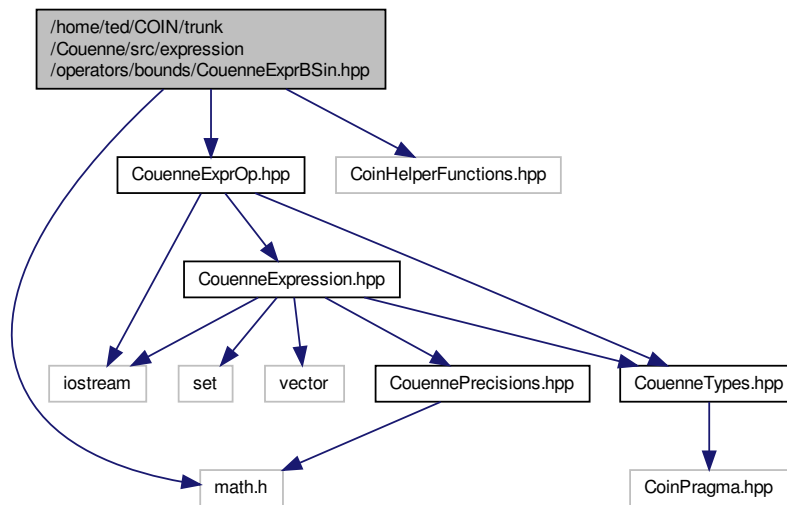 /home/ted/COIN/trunk
/Couenne/src/expression
/operators/bounds/CouenneExprBSin.hpp
CouenneExprOp.hpp
CoinHelperFunctions.hpp
CouenneExpression.hpp
iostream
set
vector
CouennePrecisions.hpp
CouenneTypes.hpp
math.h
CoinPragma.hpp